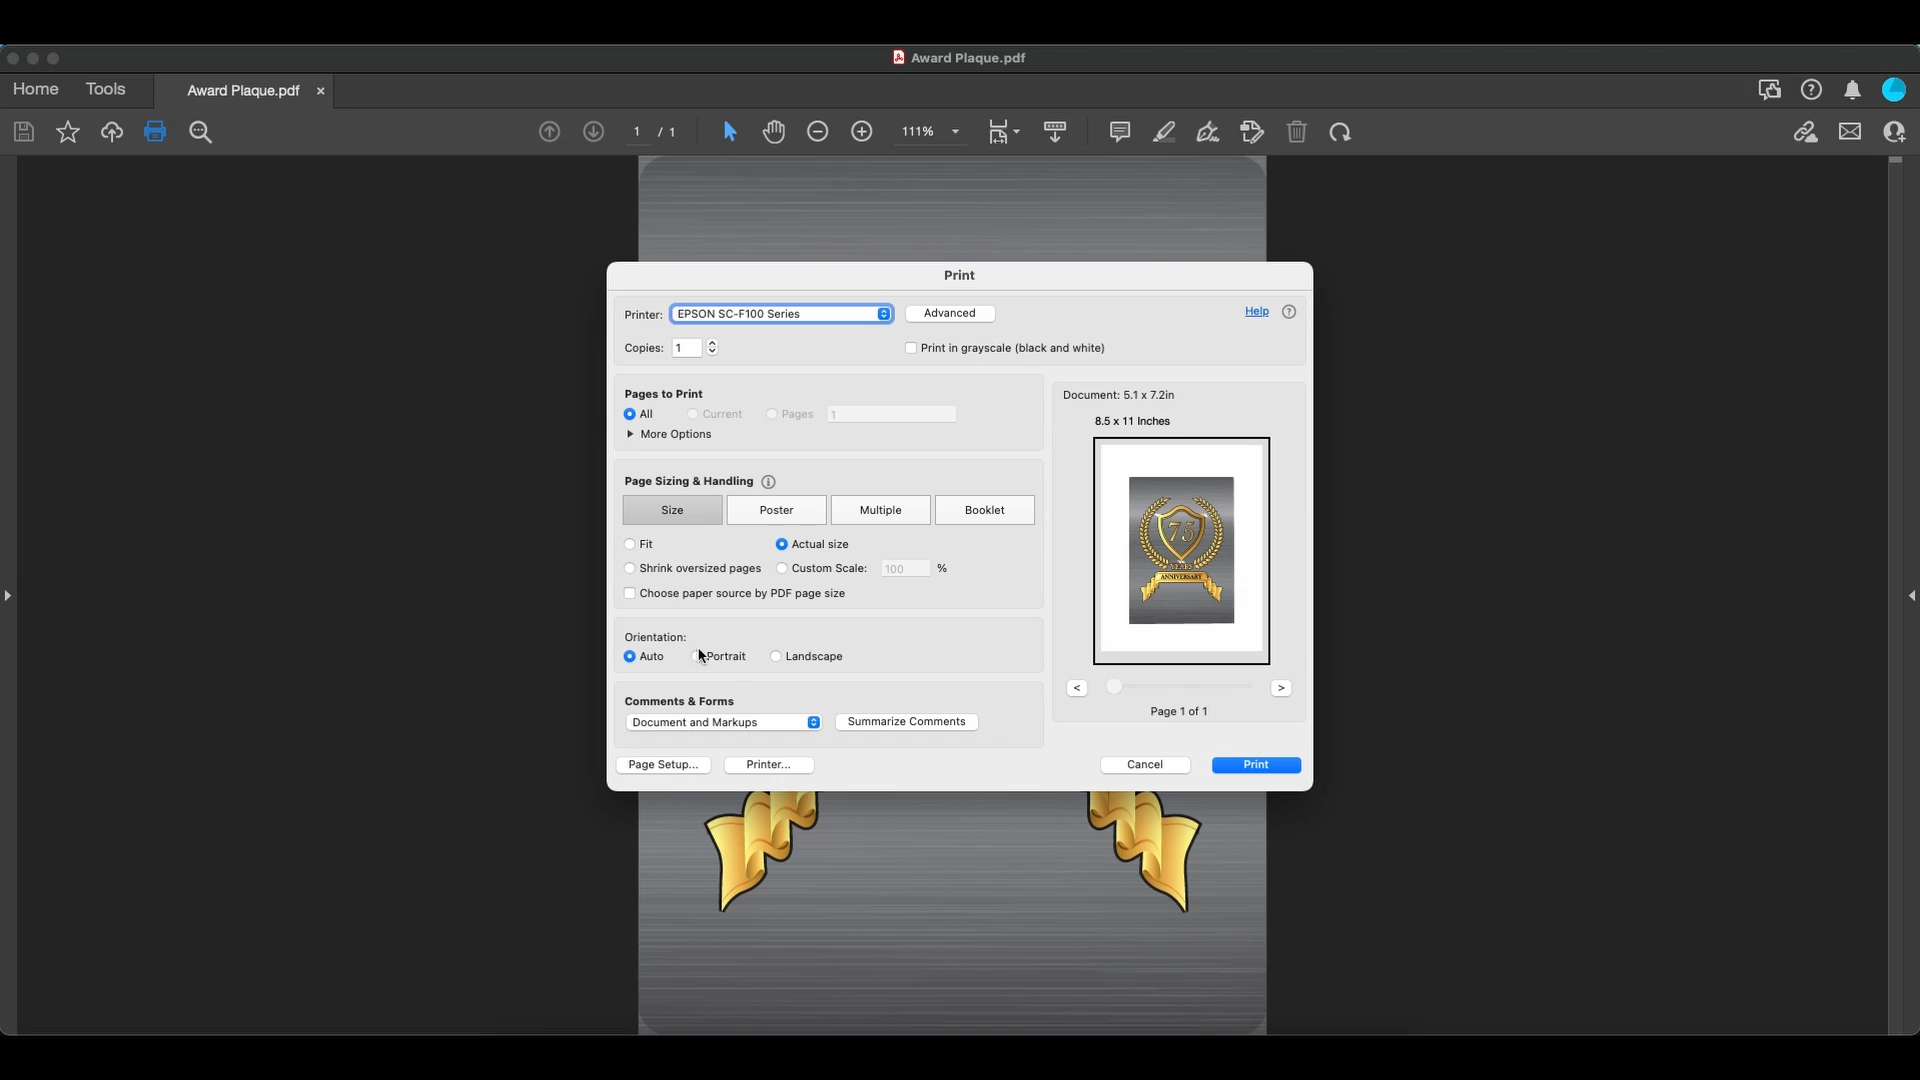 Award Plaque.pdf
Home Tools Award Plaque.pdf ×
1 / 1 111%
Print
Printer: EPSON SC-F100 Series Advanced Help ?
Copies: 1 Print in grayscale (black and white)
Pages to Print
All Current Pages 1
More Options
Page Sizing & Handling
Size Poster Multiple Booklet
Fit Actual size
Shrink oversized pages Custom Scale: 100 %
Choose paper source by PDF page size
Orientation:
Auto Portrait Landscape
Comments & Forms
Document and Markups Summarize Comments
Page Setup... Printer...
Document: 5.1 x 7.2in
8.5 x 11 Inches
75
YEARS
ANNIVERSARY
< >
Page 1 of 1
Cancel Print